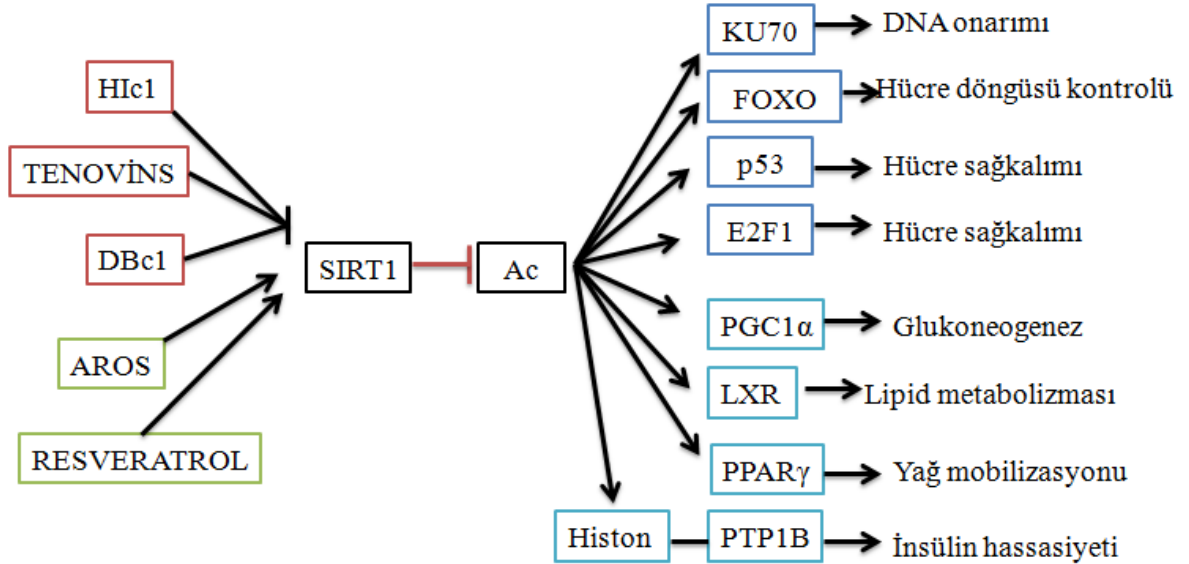 HIc1
TENOVİNS
DBc1
AROS
RESVERATROL
SIRT1
Ac
KU70
DNA onarımı
FOXO
Hücre döngüsü kontrolü
p53
Hücre sağkalımı
E2F1
Hücre sağkalımı
PGC1α
Glukoneogenez
LXR
Lipid metabolizması
PPARγ
Yağ mobilizasyonu
Histon
PTP1B
İnsülin hassasiyeti